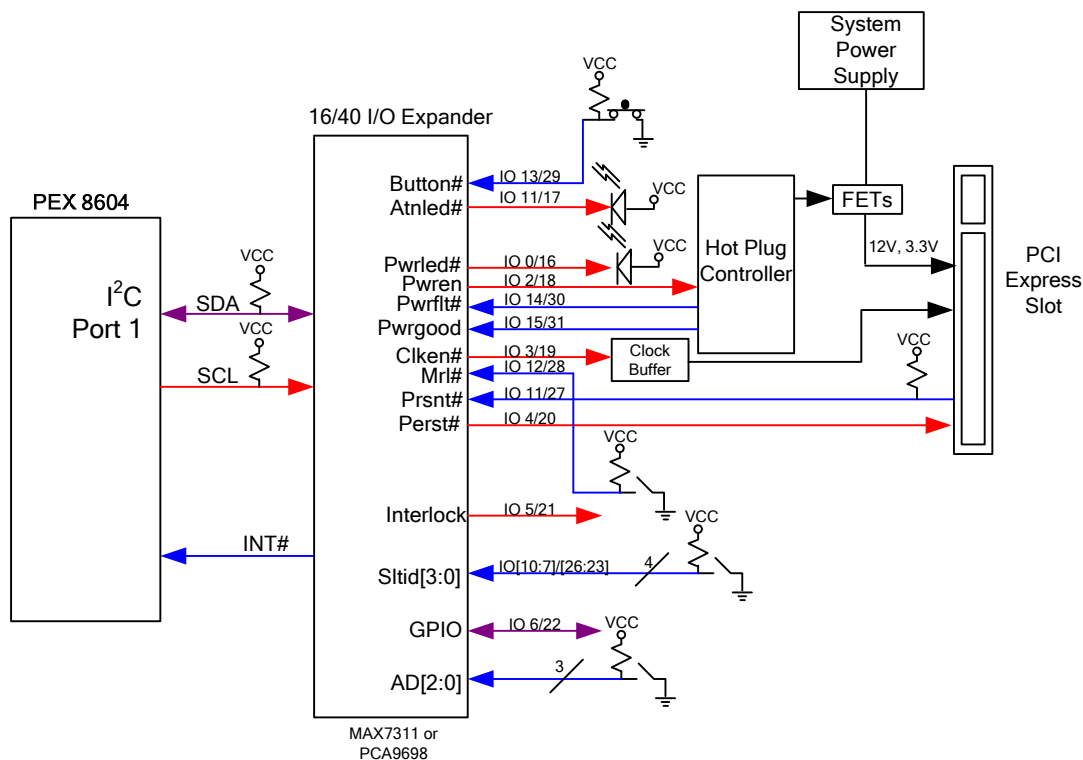 System
Power
Supply
VCC
16/40 I/O Expander
Button#
IO 13/29
Atnled#
IO 11/17
VCC
FETs
PEX 8604
12V, 3.3V
PCI
Express
Slot
Hot Plug
Controller
VCC
Pwrled#
IO 0/16
Pwren
IO 2/18
Pwrflt#
IO 14/30
Pwrgood
IO 15/31
I2C
Port 1
VCC
SDA
VCC
SCL
Clken#
IO 3/19
Clock
Buffer
VCC
Mrl#
IO 12/28
Prsnt#
IO 11/27
Perst#
IO 4/20
VCC
Interlock
IO 5/21
VCC
INT#
Sltid[3:0]
IO[10:7]/[26:23]
4
GPIO
IO 6/22
VCC
AD[2:0]
3
MAX7311 or
PCA9698